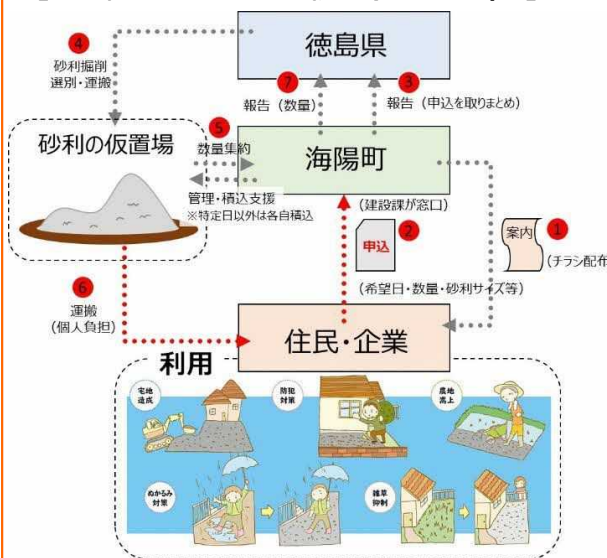 徳島県
④
砂利掘削
選別・運搬
⑦
報告（数量）
③
報告（申込を取りまとめ）
砂利の仮置場
⑤
数量集約
海陽町
管理・積込支援
※特定日以外は各自積込
（建設課が窓口）
②
申込
（希望日・数量・砂利サイズ等）
①
案内
（チラシ配布）
⑥
運搬
（個人負担）
住民・企業
利用
宅地
造成
防犯
対策
農地
嵩上
ぬかるみ
対策
雑草
抑制